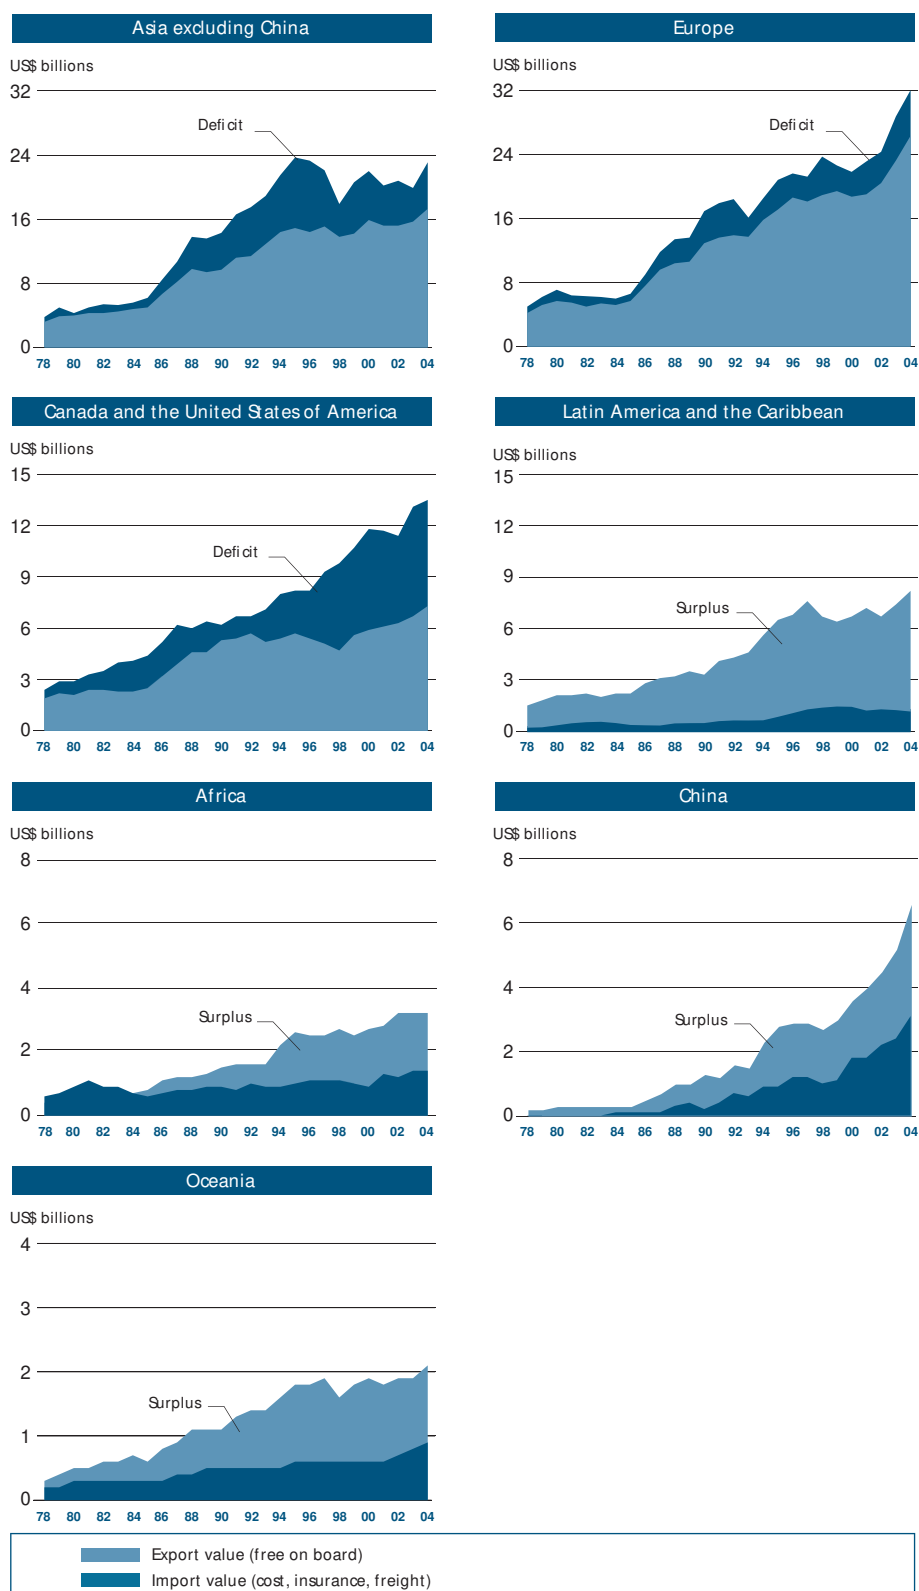 Asia excluding China
US$ billions
32
24
16
8
0
Deficit
78 80 82 84 86 88 90 92 94 96 98 00 02 04
Europe
US$ billions
32
24
16
8
0
Deficit
78 80 82 84 86 88 90 92 94 96 98 00 02 04
Canada and the United States of America
US$ billions
15
12
9
6
3
0
Deficit
78 80 82 84 86 88 90 92 94 96 98 00 02 04
Latin America and the Caribbean
US$ billions
15
12
9
6
3
0
Surplus
78 80 82 84 86 88 90 92 94 96 98 00 02 04
Africa
US$ billions
8
6
4
2
0
Surplus
78 80 82 84 86 88 90 92 94 96 98 00 02 04
China
US$ billions
8
6
4
2
0
Surplus
78 80 82 84 86 88 90 92 94 96 98 00 02 04
Oceania
US$ billions
4
3
2
1
0
Surplus
78 80 82 84 86 88 90 92 94 96 98 00 02 04
Export value (free on board)
Import value (cost, insurance, freight)